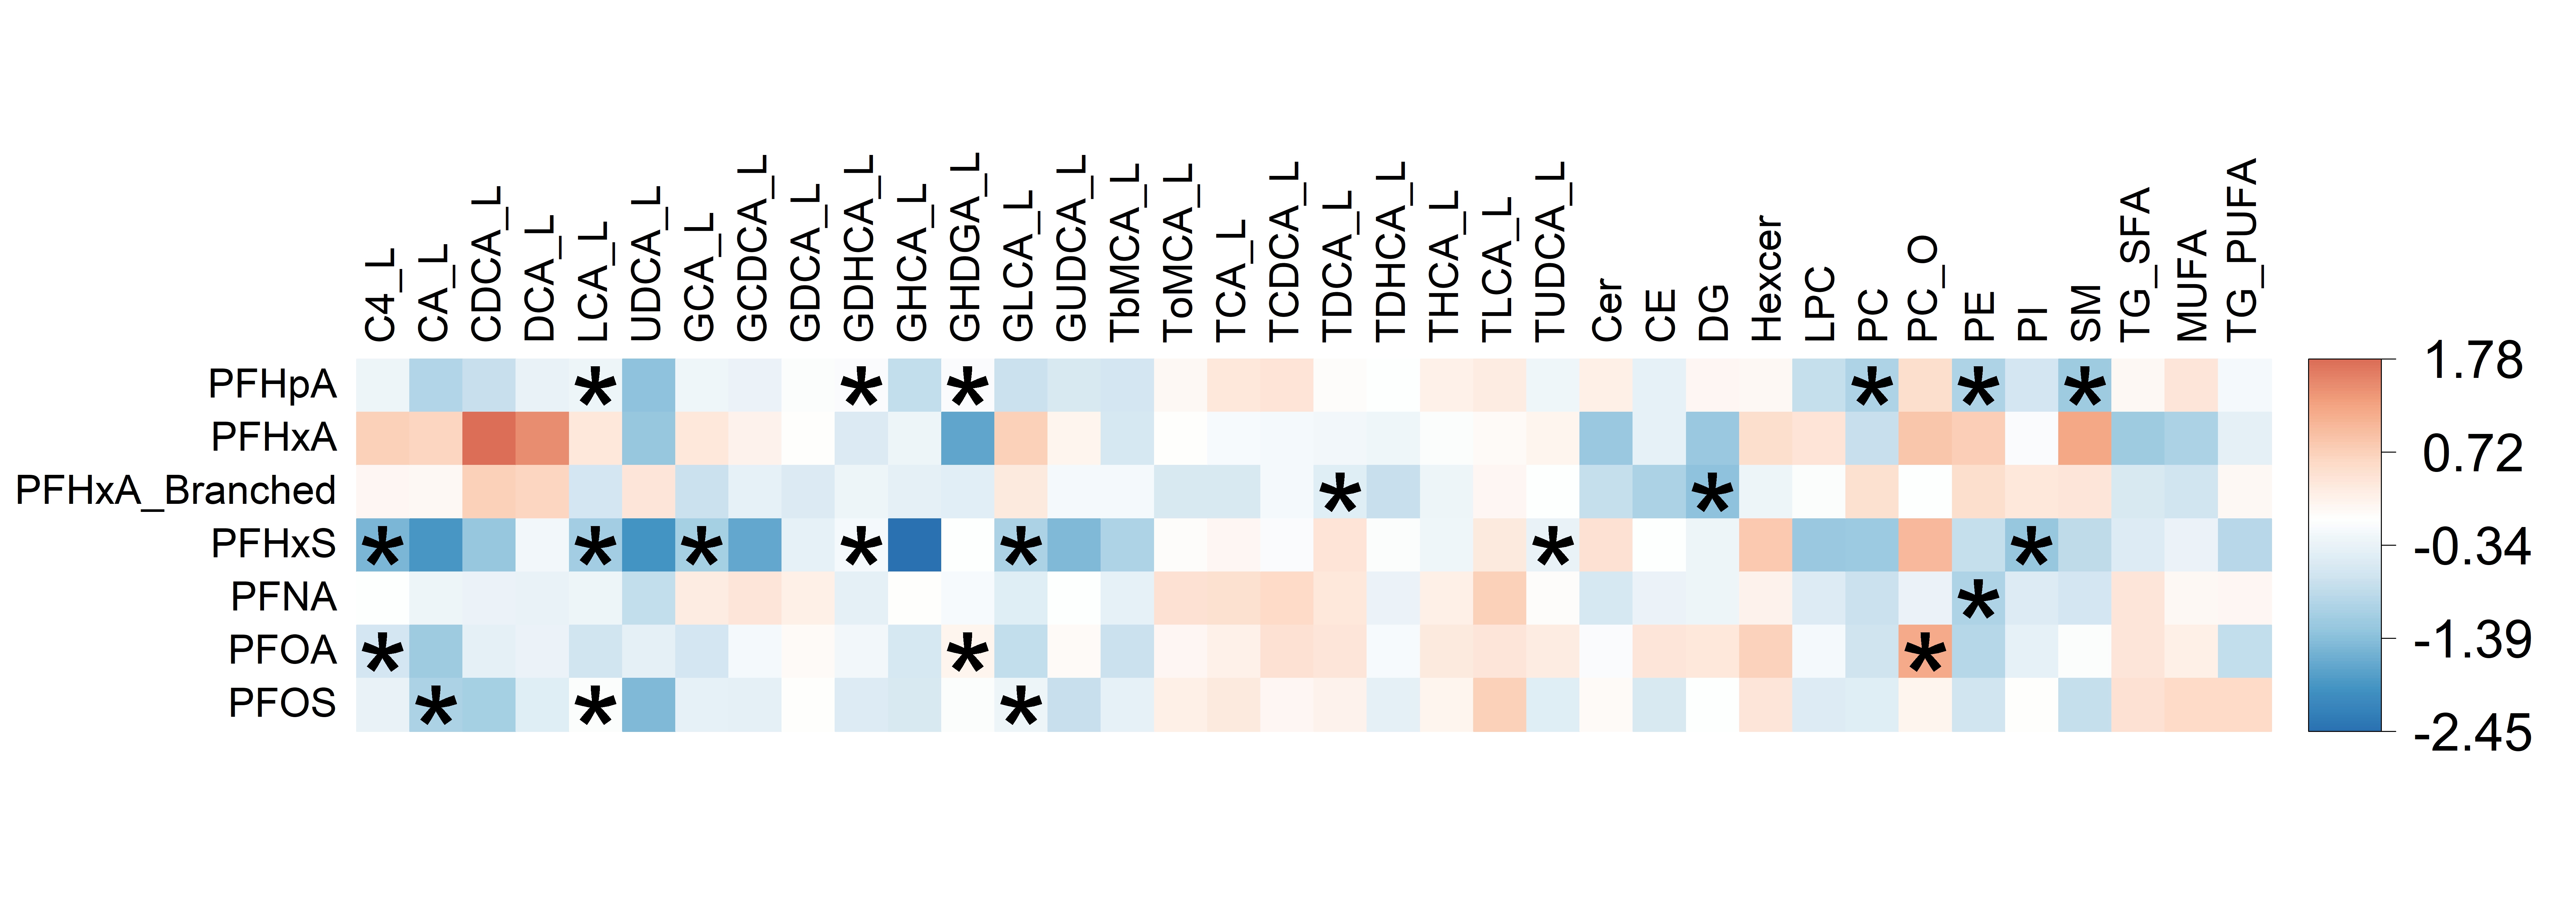 C4_L
CA_L
CDCA_L
DCA_L
LCA_L
UDCA_L
GCA_L
GCDCA_L
GDCA_L
GDHCA_L
GHCA_L
GHDGA_L
GLCA_L
GUDCA_L
TbMCA_L
ToMCA_L
TCA_L
TCDCA_L
TDCA_L
TDHCA_L
THCA_L
TLCA_L
TUDCA_L
Cer
CE
DG
Hexcer
LPC
PC
PC_O
PE
PI
SM
TG_SFA
MUFA
TG_PUFA
PFHpA * * * * * *
PFHxA
PFHxA_Branched * *
PFHxS * * * * * * *
PFNA *
PFOA * * *
PFOS * * *
1.78
0.72
-0.34
-1.39
-2.45